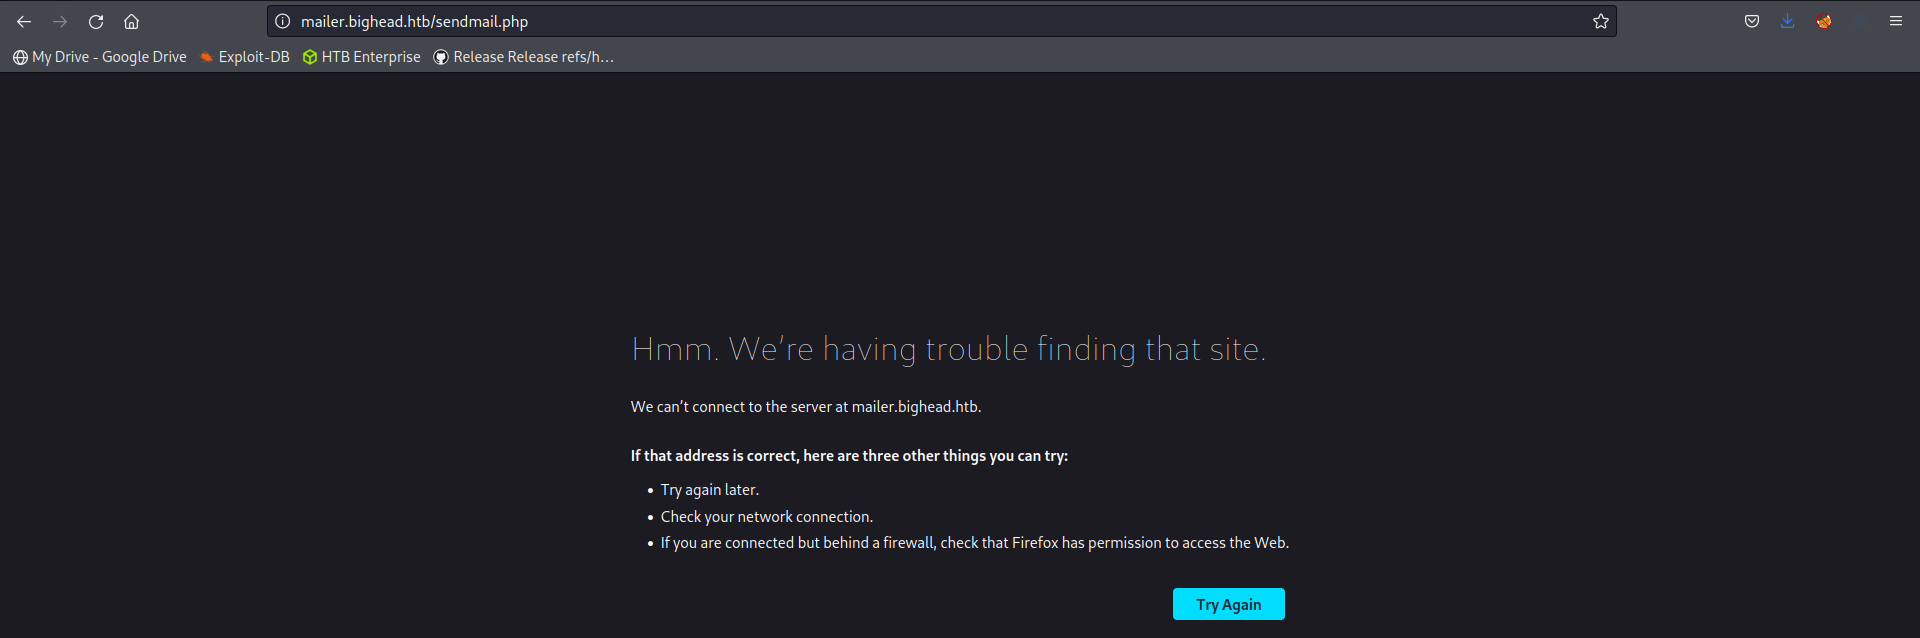 mailer.bighead.htb/sendmail.php
My Drive - Google Drive Exploit-DB HTB Enterprise Release Release refs/h…
Hmm. We’re having trouble finding that site.
We can’t connect to the server at mailer.bighead.htb.
If that address is correct, here are three other things you can try:
• Try again later.
• Check your network connection.
• If you are connected but behind a firewall, check that Firefox has permission to access the Web.
Try Again